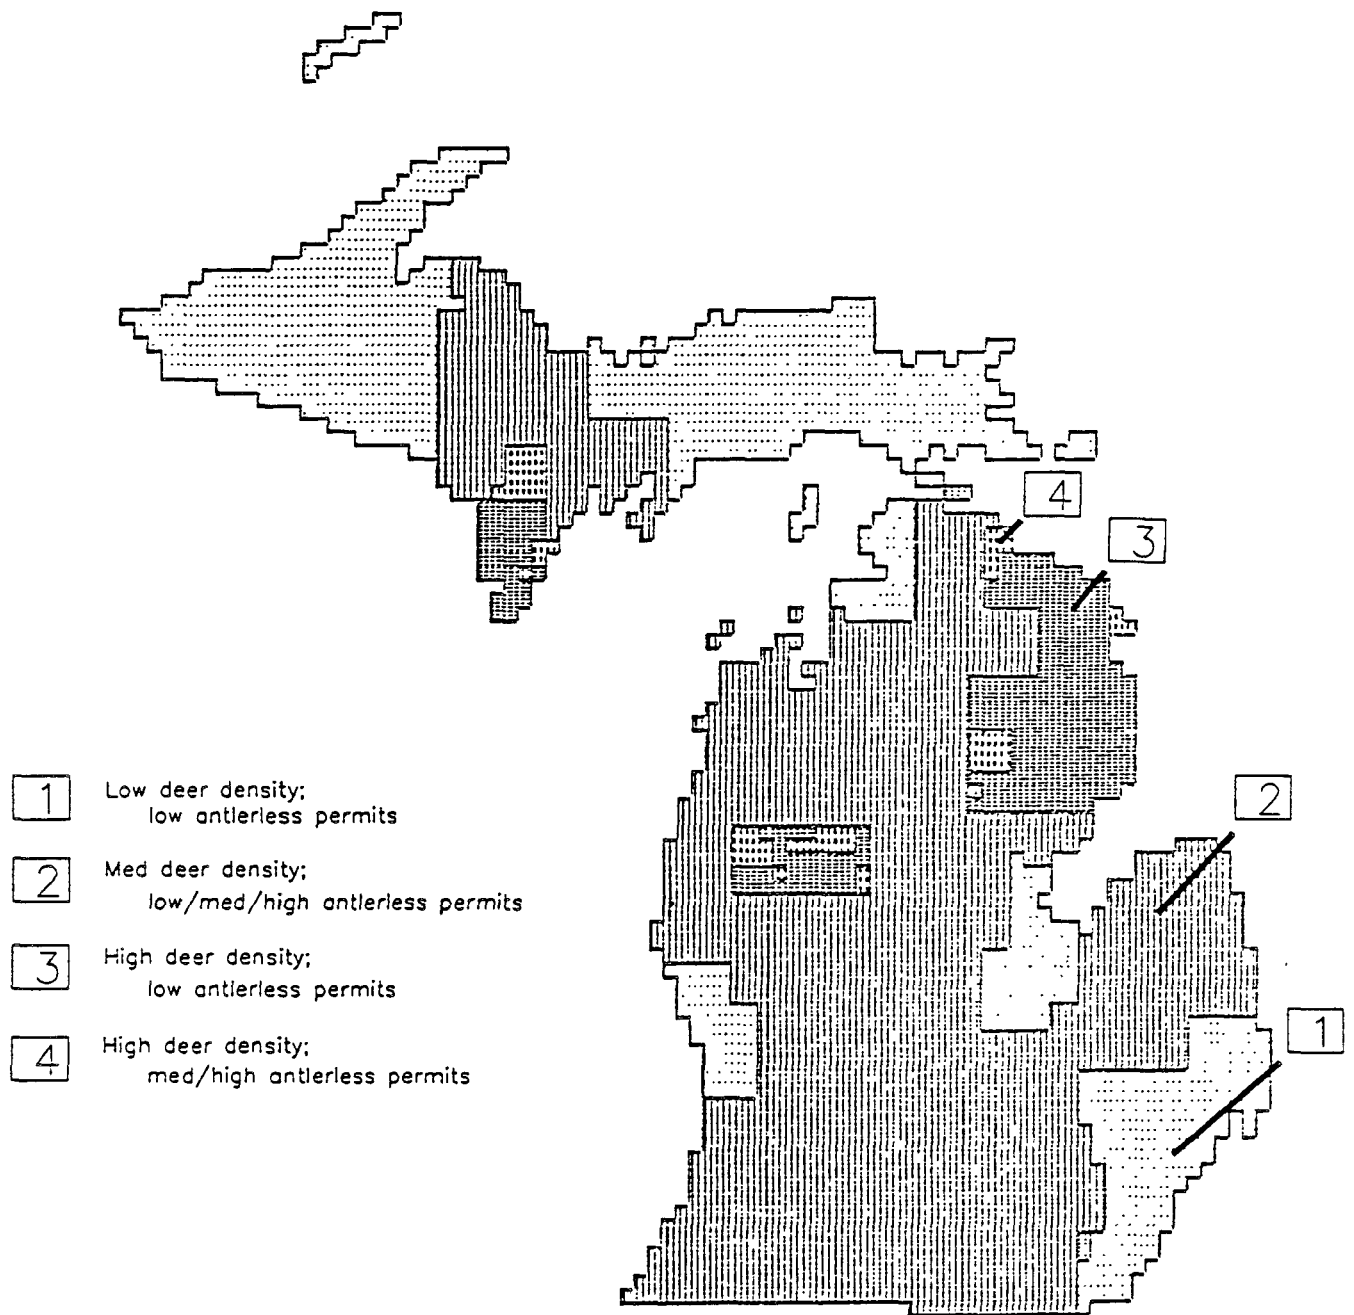 4
3
2
1
1 Low deer density;
low antlerless permits
2 Med deer density;
low/med/high antlerless permits
3 High deer density;
low antlerless permits
4 High deer density;
med/high antlerless permits